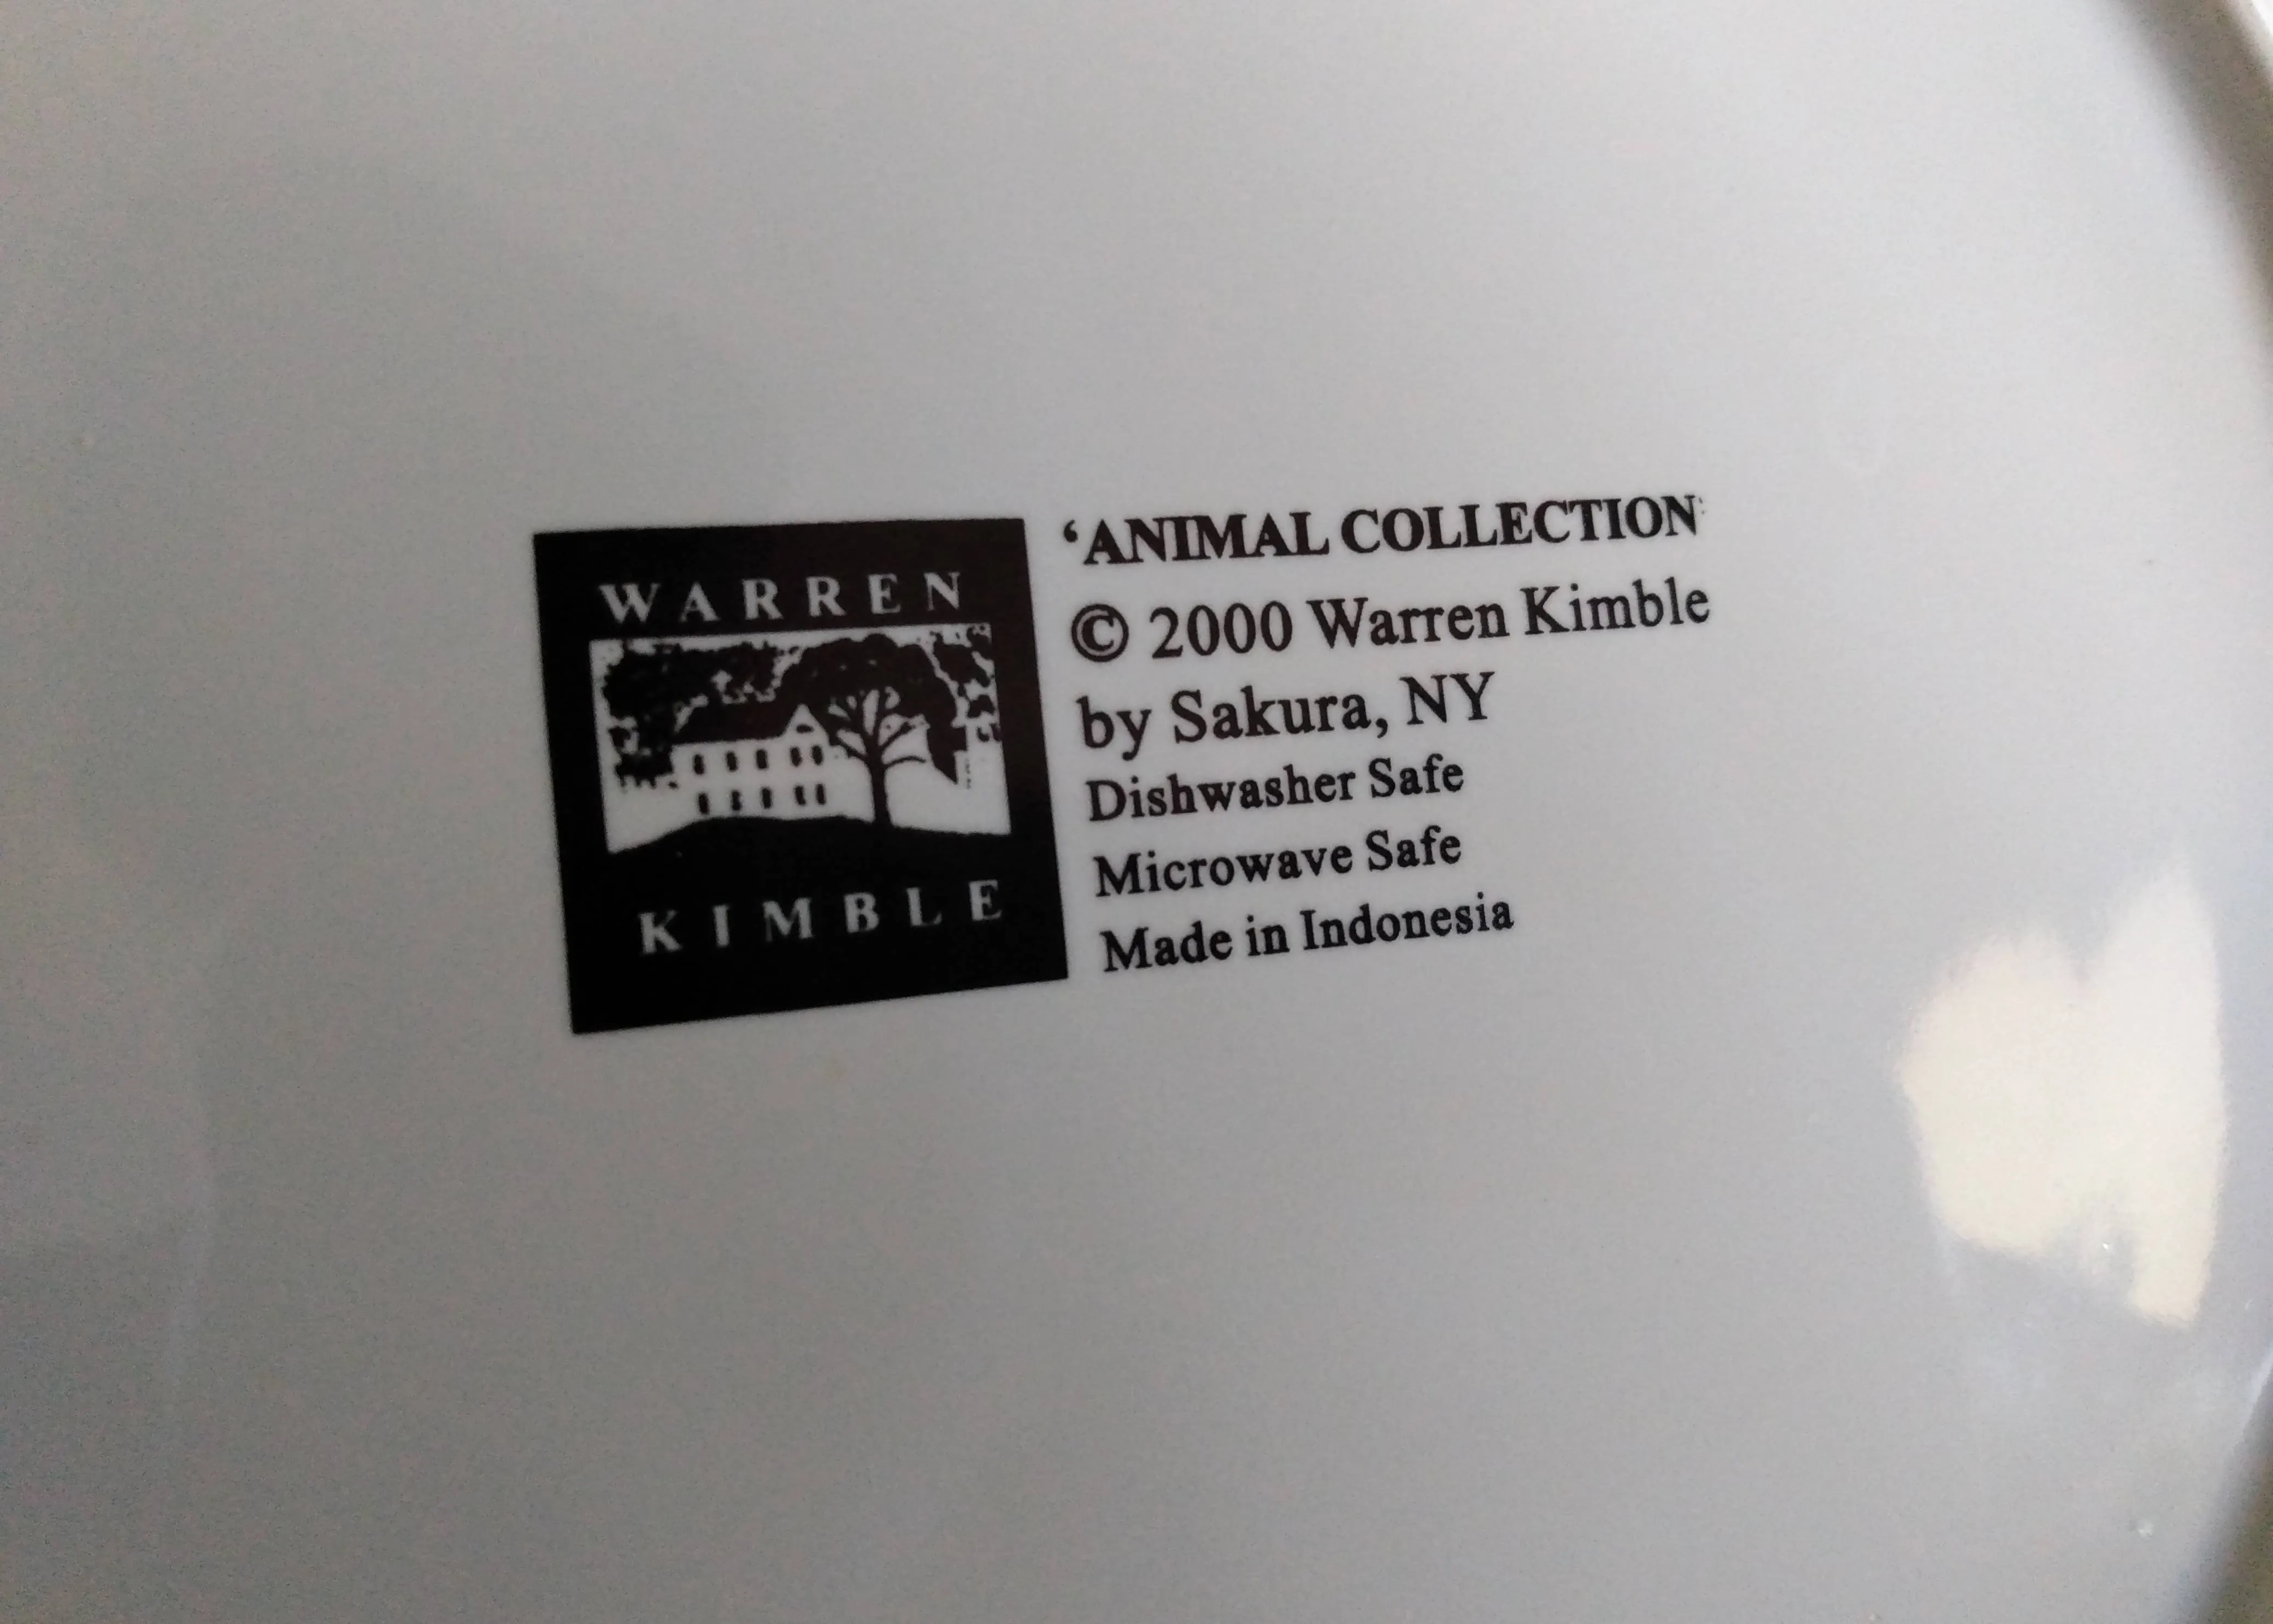 WARREN
KIMBLE
‘ANIMAL COLLECTION’
© 2000 Warren Kimble
by Sakura, NY
Dishwasher Safe
Microwave Safe
Made in Indonesia